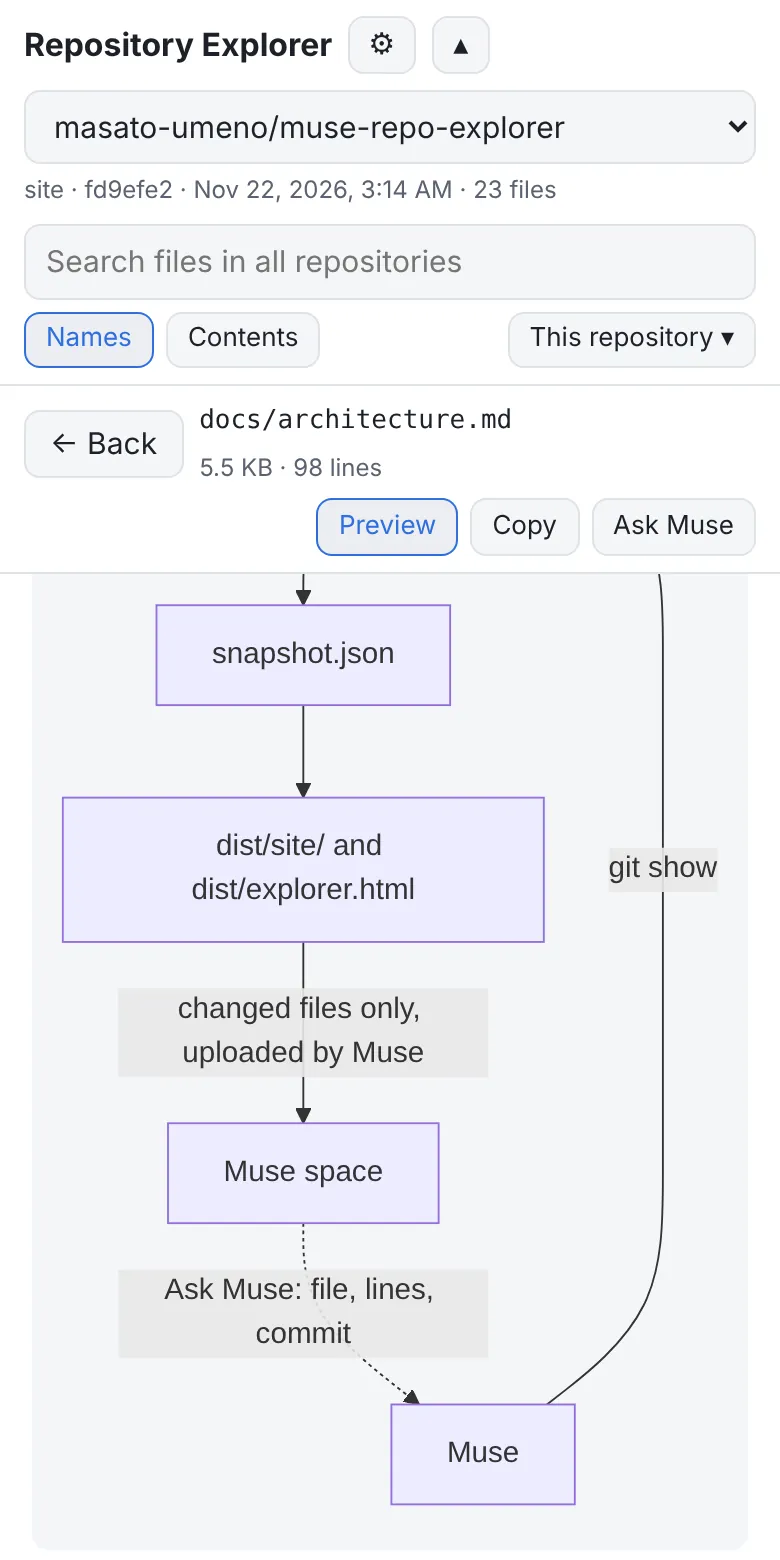 Repository Explorer ⚙ ▲
masato-umeno/muse-repo-explorer
site · fd9efe2 · Nov 22, 2026, 3:14 AM · 23 files
Search files in all repositories
Names Contents This repository ▾
← Back
docs/architecture.md
5.5 KB · 98 lines
Preview Copy Ask Muse
snapshot.json
dist/site/ and
dist/explorer.html
git show
changed files only,
uploaded by Muse
Muse space
Ask Muse: file, lines,
commit
Muse